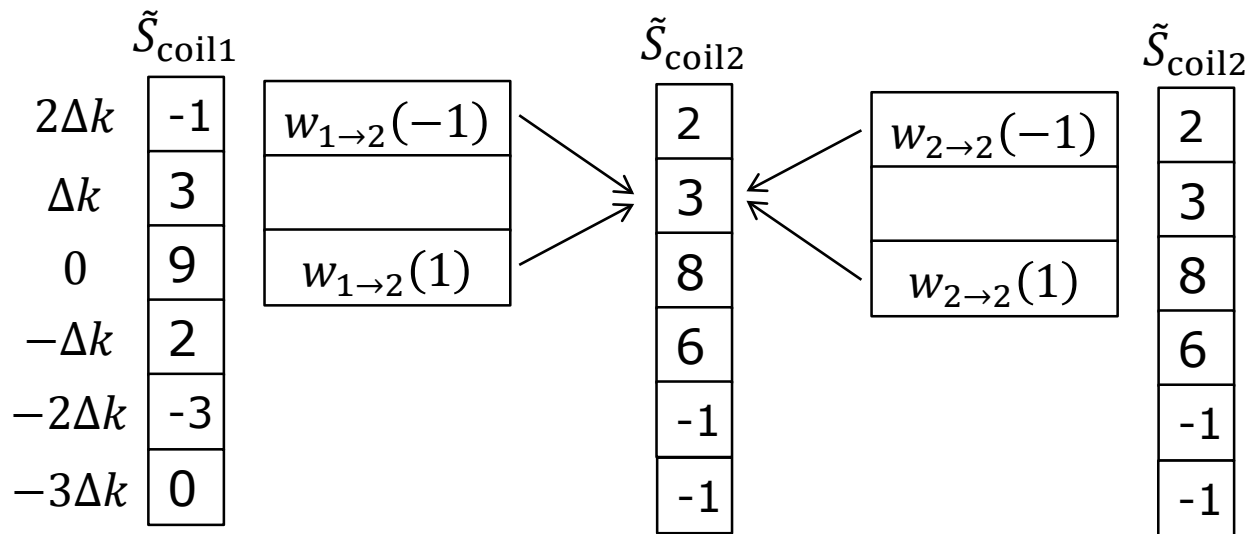 S̃coil1 S̃coil2 S̃coil2
2Δk -1 w1→2(−1) 2 w2→2(−1) 2
Δk 3 3 3
0 9 w1→2(1) 8 w2→2(1) 8
−Δk 2 6 6
−2Δk -3 -1 -1
−3Δk 0 -1 -1